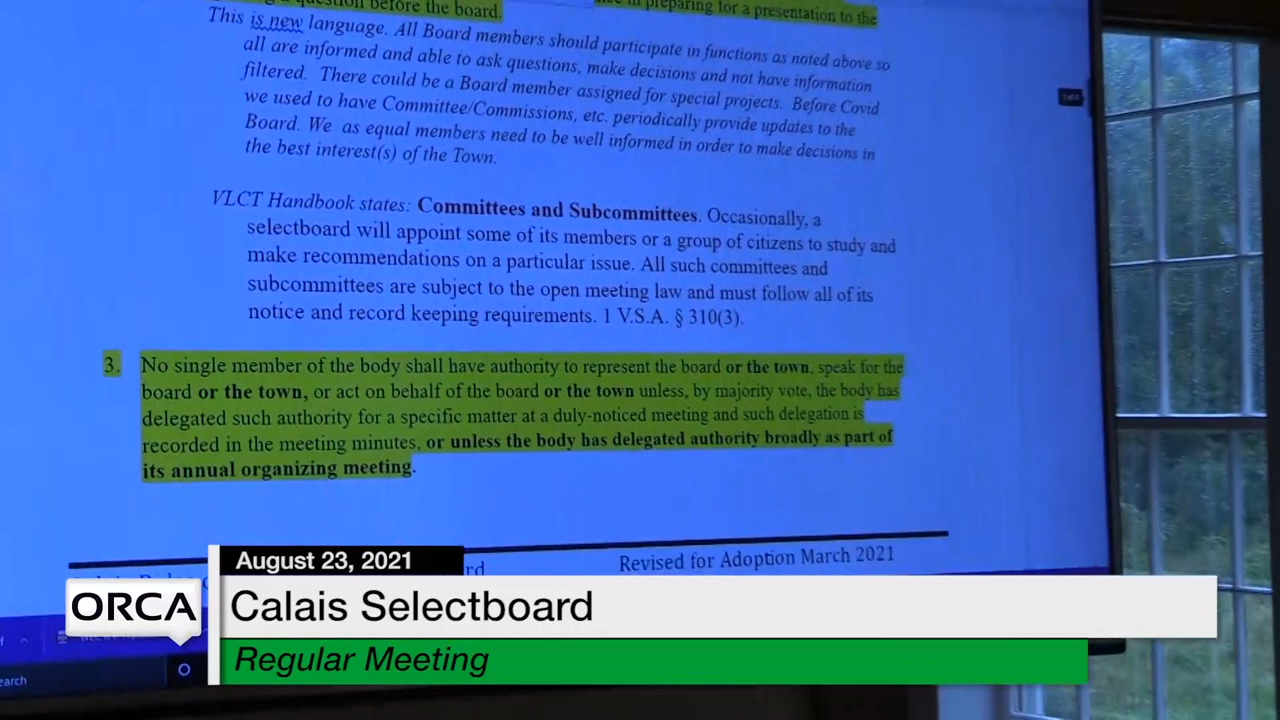 question before the board.
in preparing for a presentation to the
This is new language. All Board members should participate in functions as noted above so
all are informed and able to ask questions, make decisions and not have information
filtered. There could be a Board member assigned for special projects. Before Covid
we used to have Committee/Commissions, etc. periodically provide updates to the
Board. We as equal members need to be well informed in order to make decisions in
the best interest(s) of the Town.
VLCT Handbook states: Committees and Subcommittees. Occasionally, a
selectboard will appoint some of its members or a group of citizens to study and
make recommendations on a particular issue. All such committees and
subcommittees are subject to the open meeting law and must follow all of its
notice and record keeping requirements. 1 V.S.A. § 310(3).
3. No single member of the body shall have authority to represent the board or the town, speak for the
board or the town, or act on behalf of the board or the town unless, by majority vote, the body has
delegated such authority for a specific matter at a duly-noticed meeting and such delegation is
recorded in the meeting minutes, or unless the body has delegated authority broadly as part of
its annual organizing meeting.
Revised for Adoption March 2021
August 23, 2021
ORCA
Calais Selectboard
Regular Meeting
earch